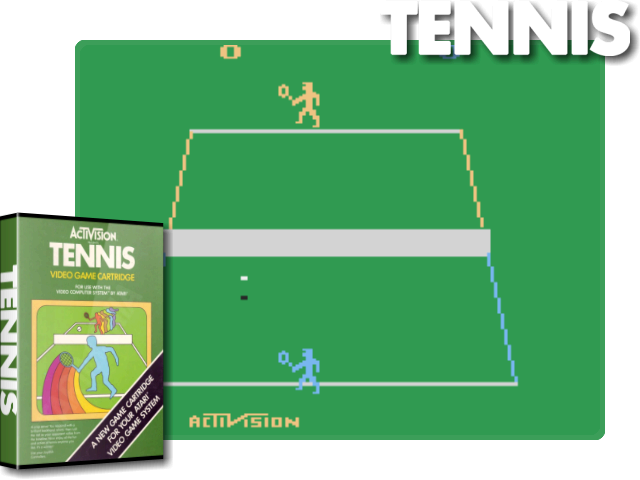 TENNIS
0
0
ACTIVISION
TENNIS
VIDEO GAME CARTRIDGE
FOR USE WITH THE
VIDEO COMPUTER SYSTEM™ BY ATARI®
A NEW GAME CARTRIDGE
FOR YOUR ATARI
VIDEO GAME SYSTEM
TENNIS
ACTIVISION